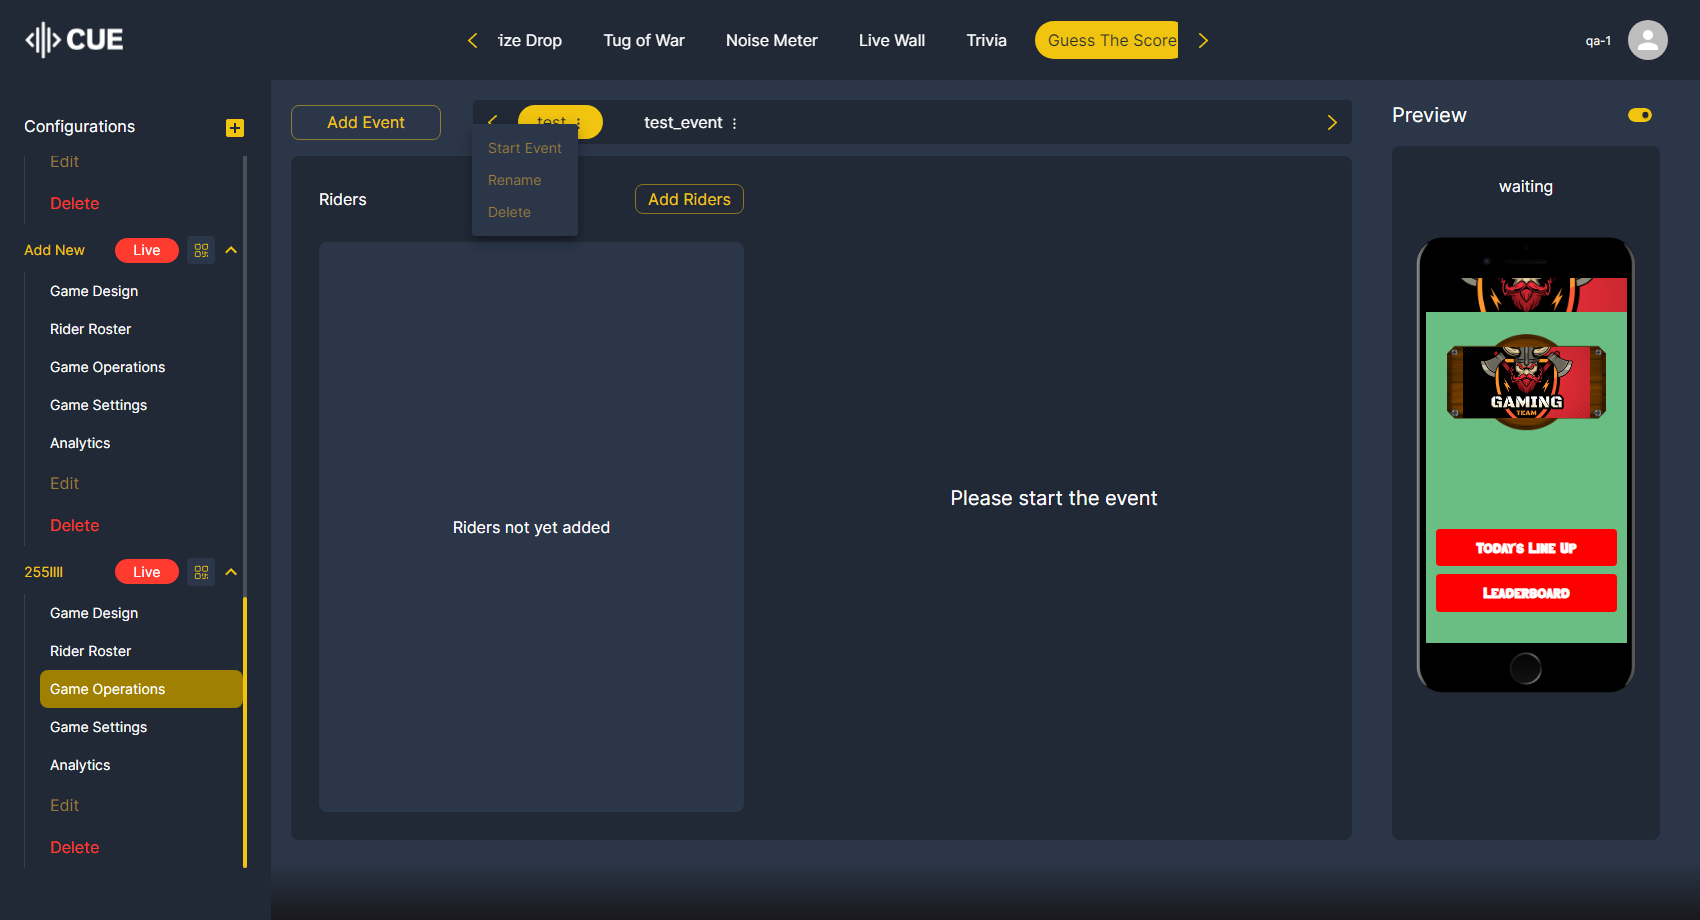 CUE
ize Drop
Tug of War
Noise Meter
Live Wall
Trivia
Guess The Score
qa-1
Configurations
Edit
Delete
Add New
Live
Game Design
Rider Roster
Game Operations
Game Settings
Analytics
Edit
Delete
255llll
Live
Game Design
Rider Roster
Game Operations
Game Settings
Analytics
Edit
Delete
Add Event
test
test_event
Start Event
Rename
Delete
Riders
Add Riders
Riders not yet added
Please start the event
Preview
waiting
GAMING
TEAM
Today's Line Up
Leaderboard